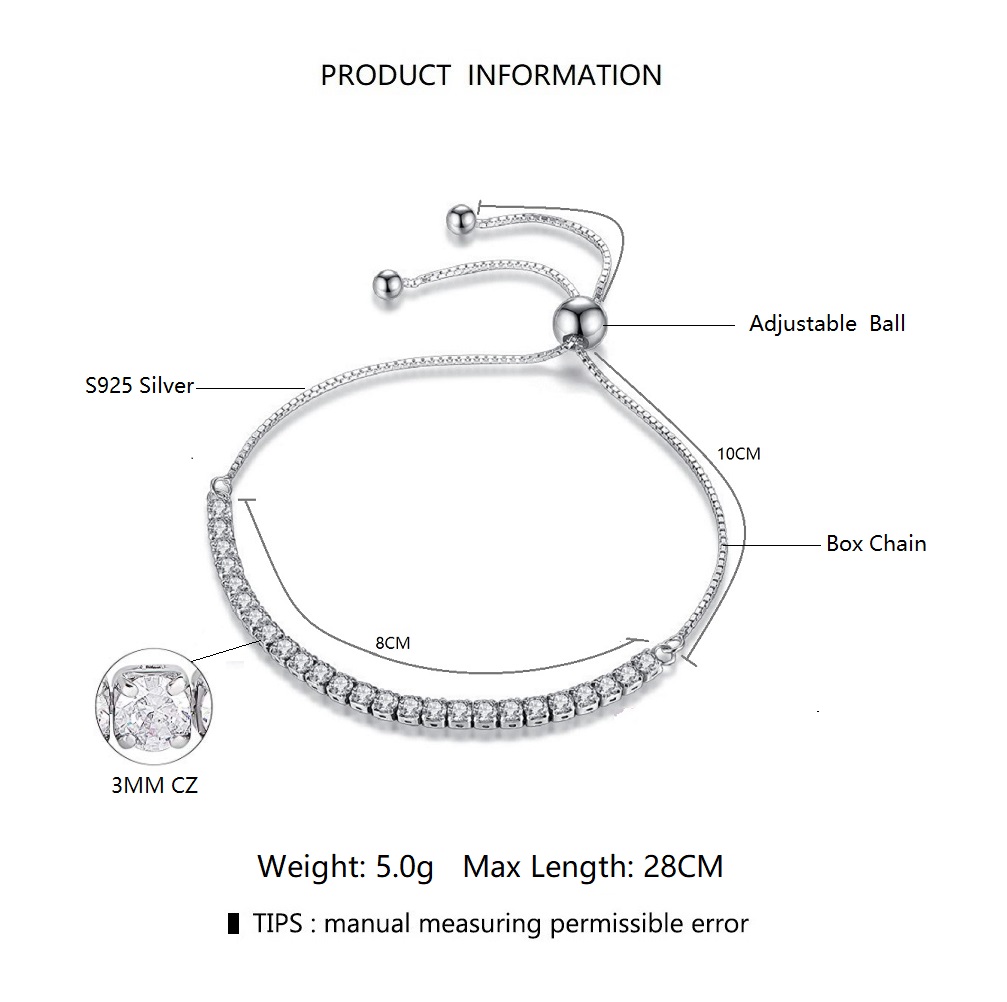 PRODUCT INFORMATION
Adjustable Ball
S925 Silver
10CM
Box Chain
8CM
3MM CZ
Weight: 5.0g Max Length: 28CM
TIPS : manual measuring permissible error